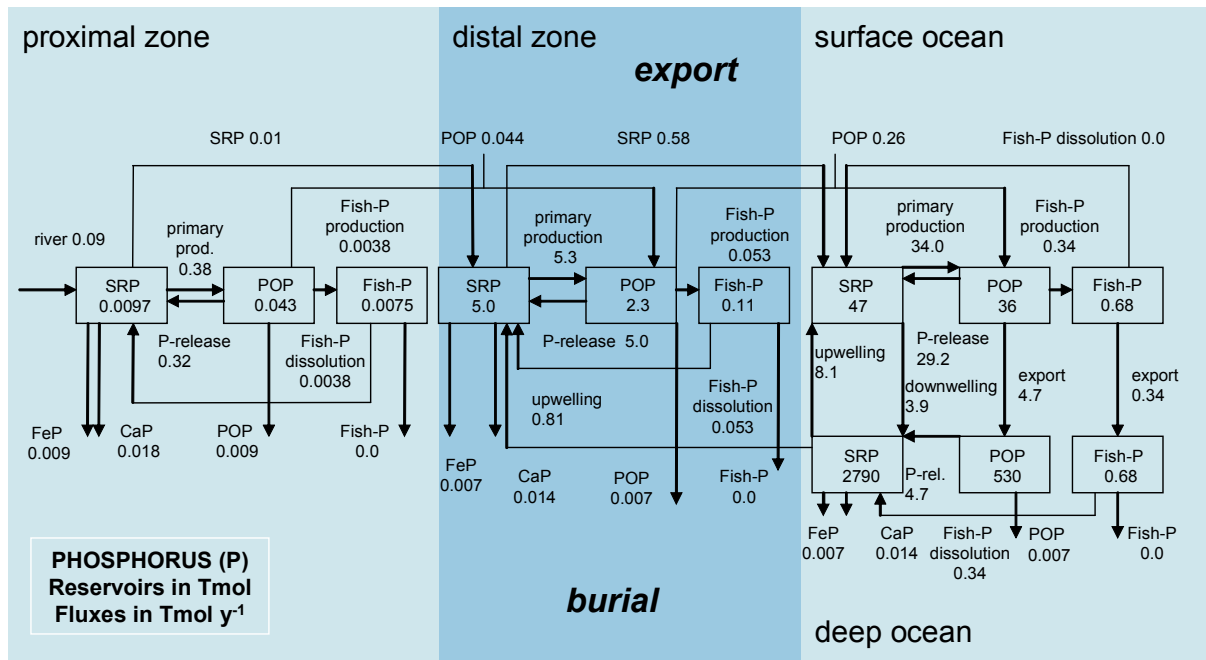 proximal zone
distal zone
surface ocean
export
SRP 0.01
POP 0.044
SRP 0.58
POP 0.26
Fish-P dissolution 0.0
river 0.09
primary
prod.
0.38
Fish-P
production
0.0038
primary
production
5.3
Fish-P
production
0.053
primary
production
34.0
Fish-P
production
0.34
SRP
0.0097
POP
0.043
Fish-P
0.0075
SRP
5.0
POP
2.3
Fish-P
0.11
SRP
47
POP
36
Fish-P
0.68
P-release
0.32
Fish-P
dissolution
0.0038
P-release 5.0
upwelling
0.81
Fish-P
dissolution
0.053
upwelling
8.1
P-release
29.2
downwelling
3.9
export
4.7
export
0.34
FeP
0.009
CaP
0.018
POP
0.009
Fish-P
0.0
FeP
0.007
CaP
0.014
POP
0.007
Fish-P
0.0
SRP
2790
P-rel.
4.7
POP
530
Fish-P
0.68
FeP
0.007
CaP
0.014
Fish-P
dissolution
0.34
POP
0.007
Fish-P
0.0
PHOSPHORUS (P)
Reservoirs in Tmol
Fluxes in Tmol y⁻¹
burial
deep ocean